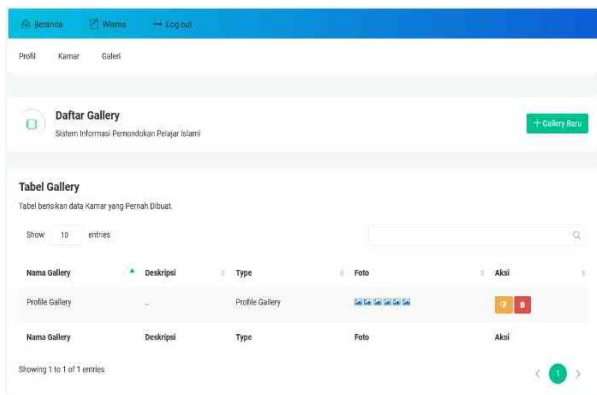 Beranda Wisma Log out
Profil Kamar Galeri
Daftar Gallery
Sistem Informasi Pemondokan Pelajar Islami
+ Gallery Baru
Tabel Gallery
Tabel berisikan data Kamar yang Pernah Dibuat.
Show 10 entries
Nama Gallery Deskripsi Type Foto Aksi
Profile Gallery ... Profile Gallery
Nama Gallery Deskripsi Type Foto Aksi
Showing 1 to 1 of 1 entries
< 1 >